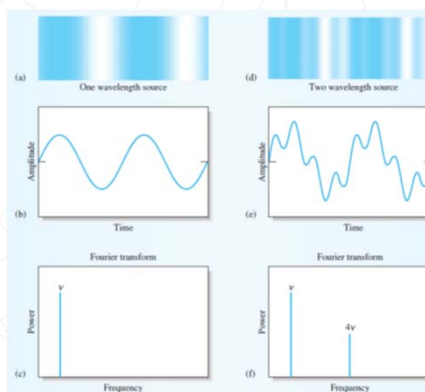 (a)
One wavelength source
Amplitude
(b)
Time
Fourier transform
ν
Power
(c)
Frequency
(d)
Two wavelength source
Amplitude
(e)
Time
Fourier transform
ν
4ν
Power
(f)
Frequency